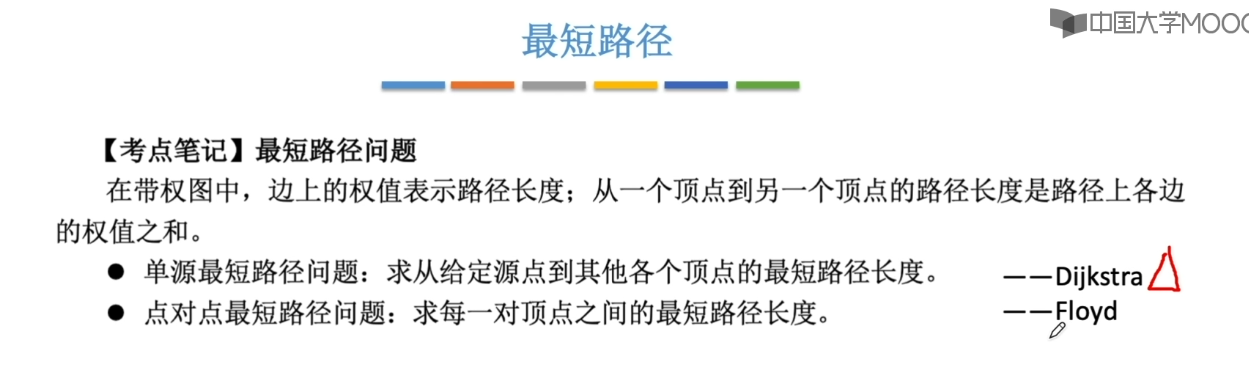 中国大学MOOC
最短路径
【考点笔记】最短路径问题
在带权图中，边上的权值表示路径长度；从一个顶点到另一个顶点的路径长度是路径上各边
的权值之和。
● 单源最短路径问题：求从给定源点到其他各个顶点的最短路径长度。 ——Dijkstra
● 点对点最短路径问题：求每一对顶点之间的最短路径长度。 ——Floyd